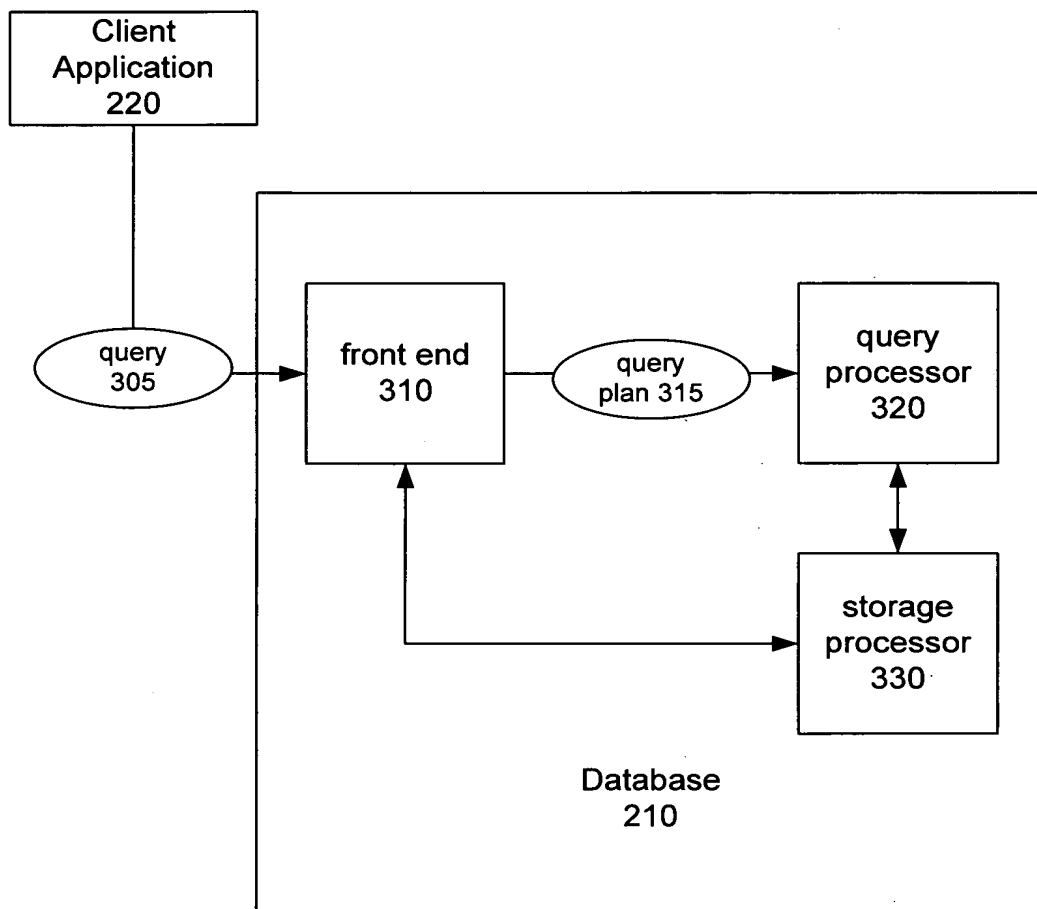 Client
Application
220
query
305
front end
310
query
plan 315
query
processor
320
storage
processor
330
Database
210